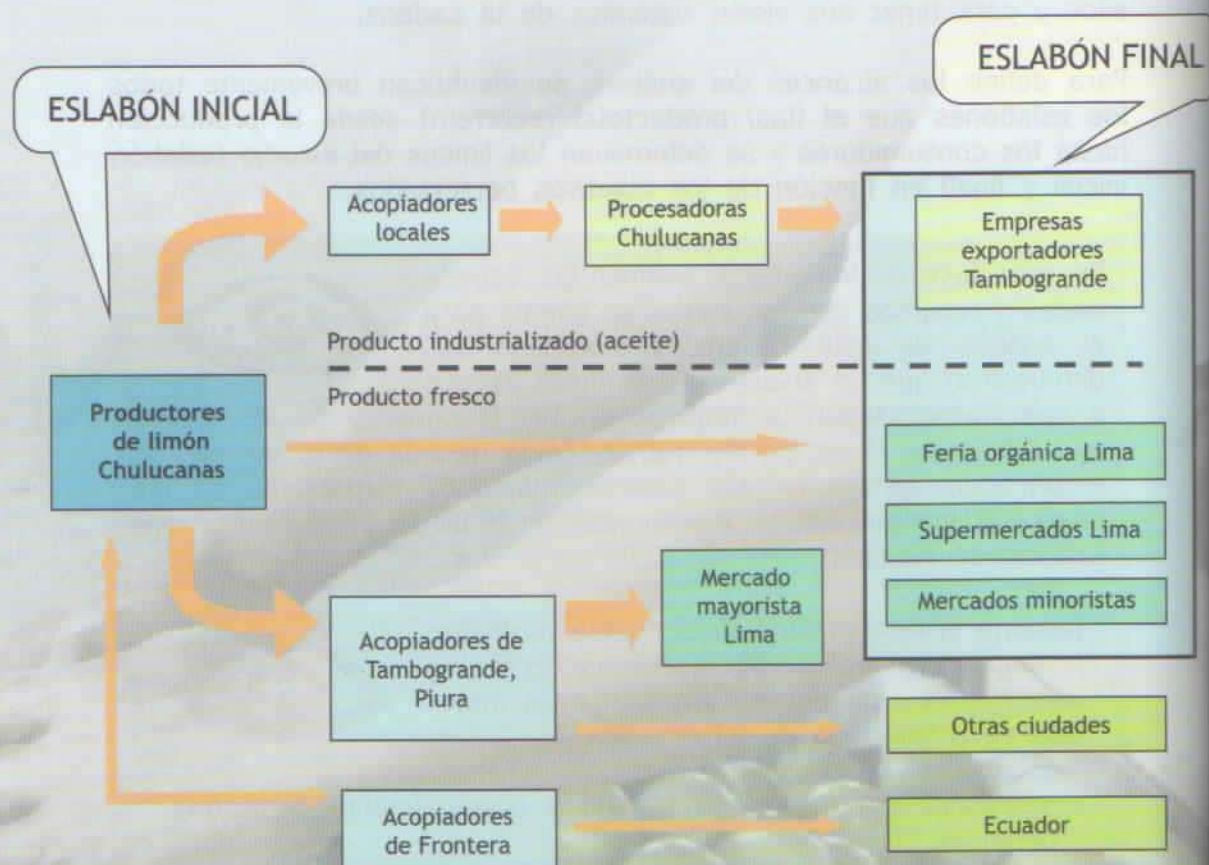 ESLABÓN FINAL
ESLABÓN INICIAL
Acopiadores
locales
Procesadoras
Chulucanas
Empresas
exportadores
Tambogrande
Producto industrializado (aceite)
Producto fresco
Productores
de limón
Chulucanas
Feria orgánica Lima
Supermercados Lima
Mercado
mayorista
Lima
Mercados minoristas
Acopiadores de
Tambogrande,
Piura
Otras ciudades
Acopiadores
de Frontera
Ecuador